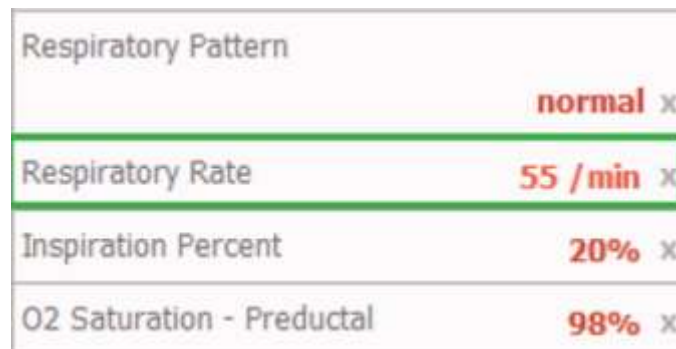 Respiratory Pattern
normal x
Respiratory Rate 55 /min x
Inspiration Percent 20% x
O2 Saturation - Preductal 98% x